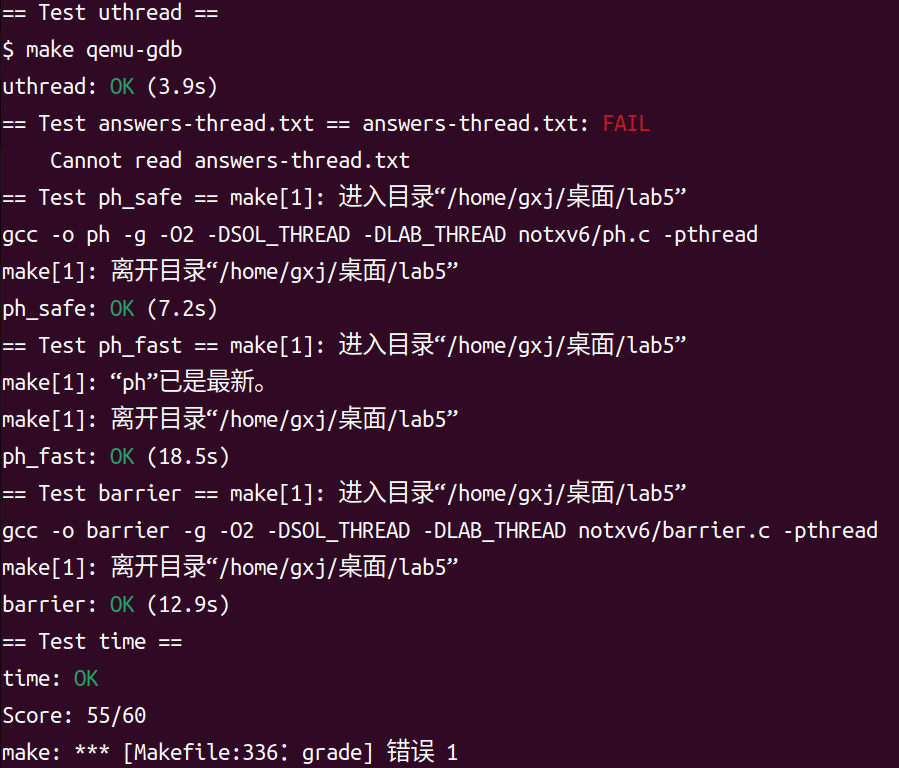 == Test uthread ==
$ make qemu-gdb
uthread: OK (3.9s)
== Test answers-thread.txt == answers-thread.txt: FAIL
    Cannot read answers-thread.txt
== Test ph_safe == make[1]: 进入目录“/home/gxj/桌面/lab5”
gcc -o ph -g -O2 -DSOL_THREAD -DLAB_THREAD notxv6/ph.c -pthread
make[1]: 离开目录“/home/gxj/桌面/lab5”
ph_safe: OK (7.2s)
== Test ph_fast == make[1]: 进入目录“/home/gxj/桌面/lab5”
make[1]: “ph”已是最新。
make[1]: 离开目录“/home/gxj/桌面/lab5”
ph_fast: OK (18.5s)
== Test barrier == make[1]: 进入目录“/home/gxj/桌面/lab5”
gcc -o barrier -g -O2 -DSOL_THREAD -DLAB_THREAD notxv6/barrier.c -pthread
make[1]: 离开目录“/home/gxj/桌面/lab5”
barrier: OK (12.9s)
== Test time ==
time: OK
Score: 55/60
make: *** [Makefile:336：grade] 错误 1